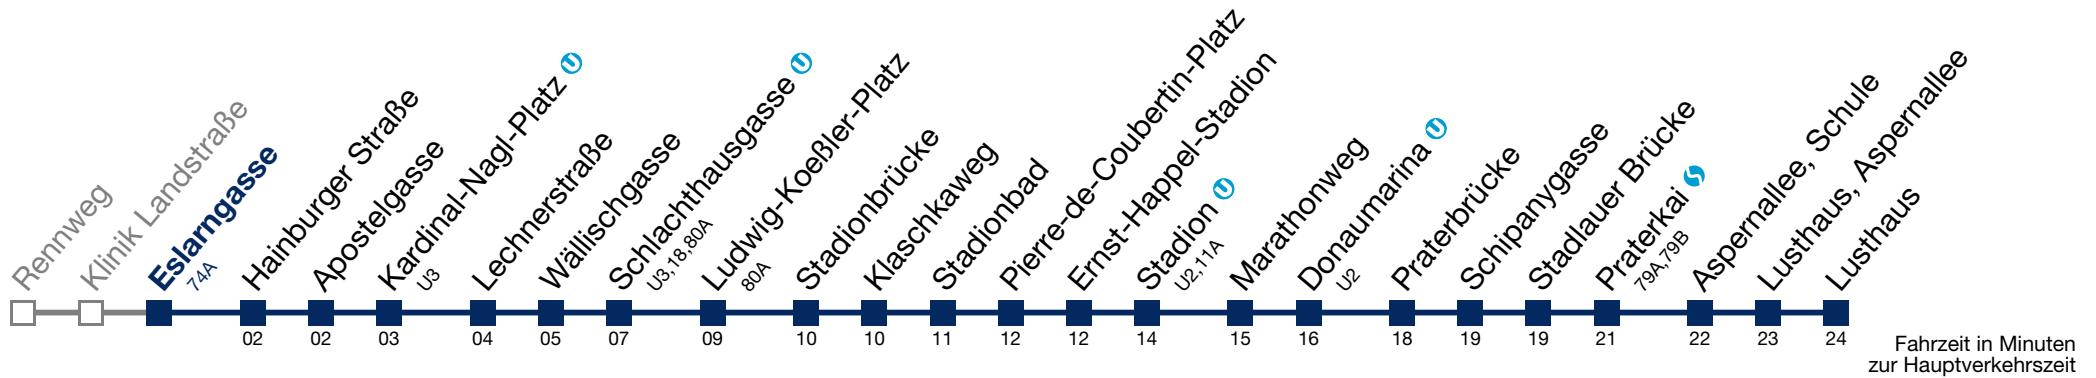 Rennweg
Klinik Landstraße
Eslarngasse
74A
Hainburger Straße
Apostelgasse
Kardinal-Nagl-Platz
U3
Lechnerstraße
Wällischgasse
Schlachthausgasse
U3,18,80A
Ludwig-Koeßler-Platz
80A
Stadionbrücke
Klaschkaweg
Stadionbad
Pierre-de-Coubertin-Platz
Ernst-Happel-Stadion
Stadion
U2,11A
Marathonweg
Donaumarina
U2
Praterbrücke
Schipanygasse
Stadlauer Brücke
Praterkai
79A,79B
Aspernallee, Schule
Lusthaus, Aspernallee
Lusthaus
02 02 03 04 05 07 09 10 10 11 12 12 14 15 16 18 19 19 21 22 23 24
Fahrzeit in Minuten
zur Hauptverkehrszeit